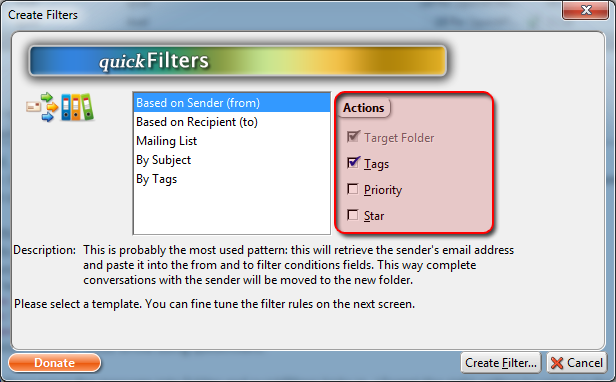 Create Filters
quickFilters
Based on Sender (from)
Based on Recipient (to)
Mailing List
By Subject
By Tags
Actions
Target Folder
Tags
Priority
Star
Description: This is probably the most used pattern: this will retrieve the sender's email address
and paste it into the from and to filter conditions fields. This way complete
conversations with the sender will be moved to the new folder.
Please select a template. You can fine tune the filter rules on the next screen.
Donate
Create Filter...
Cancel